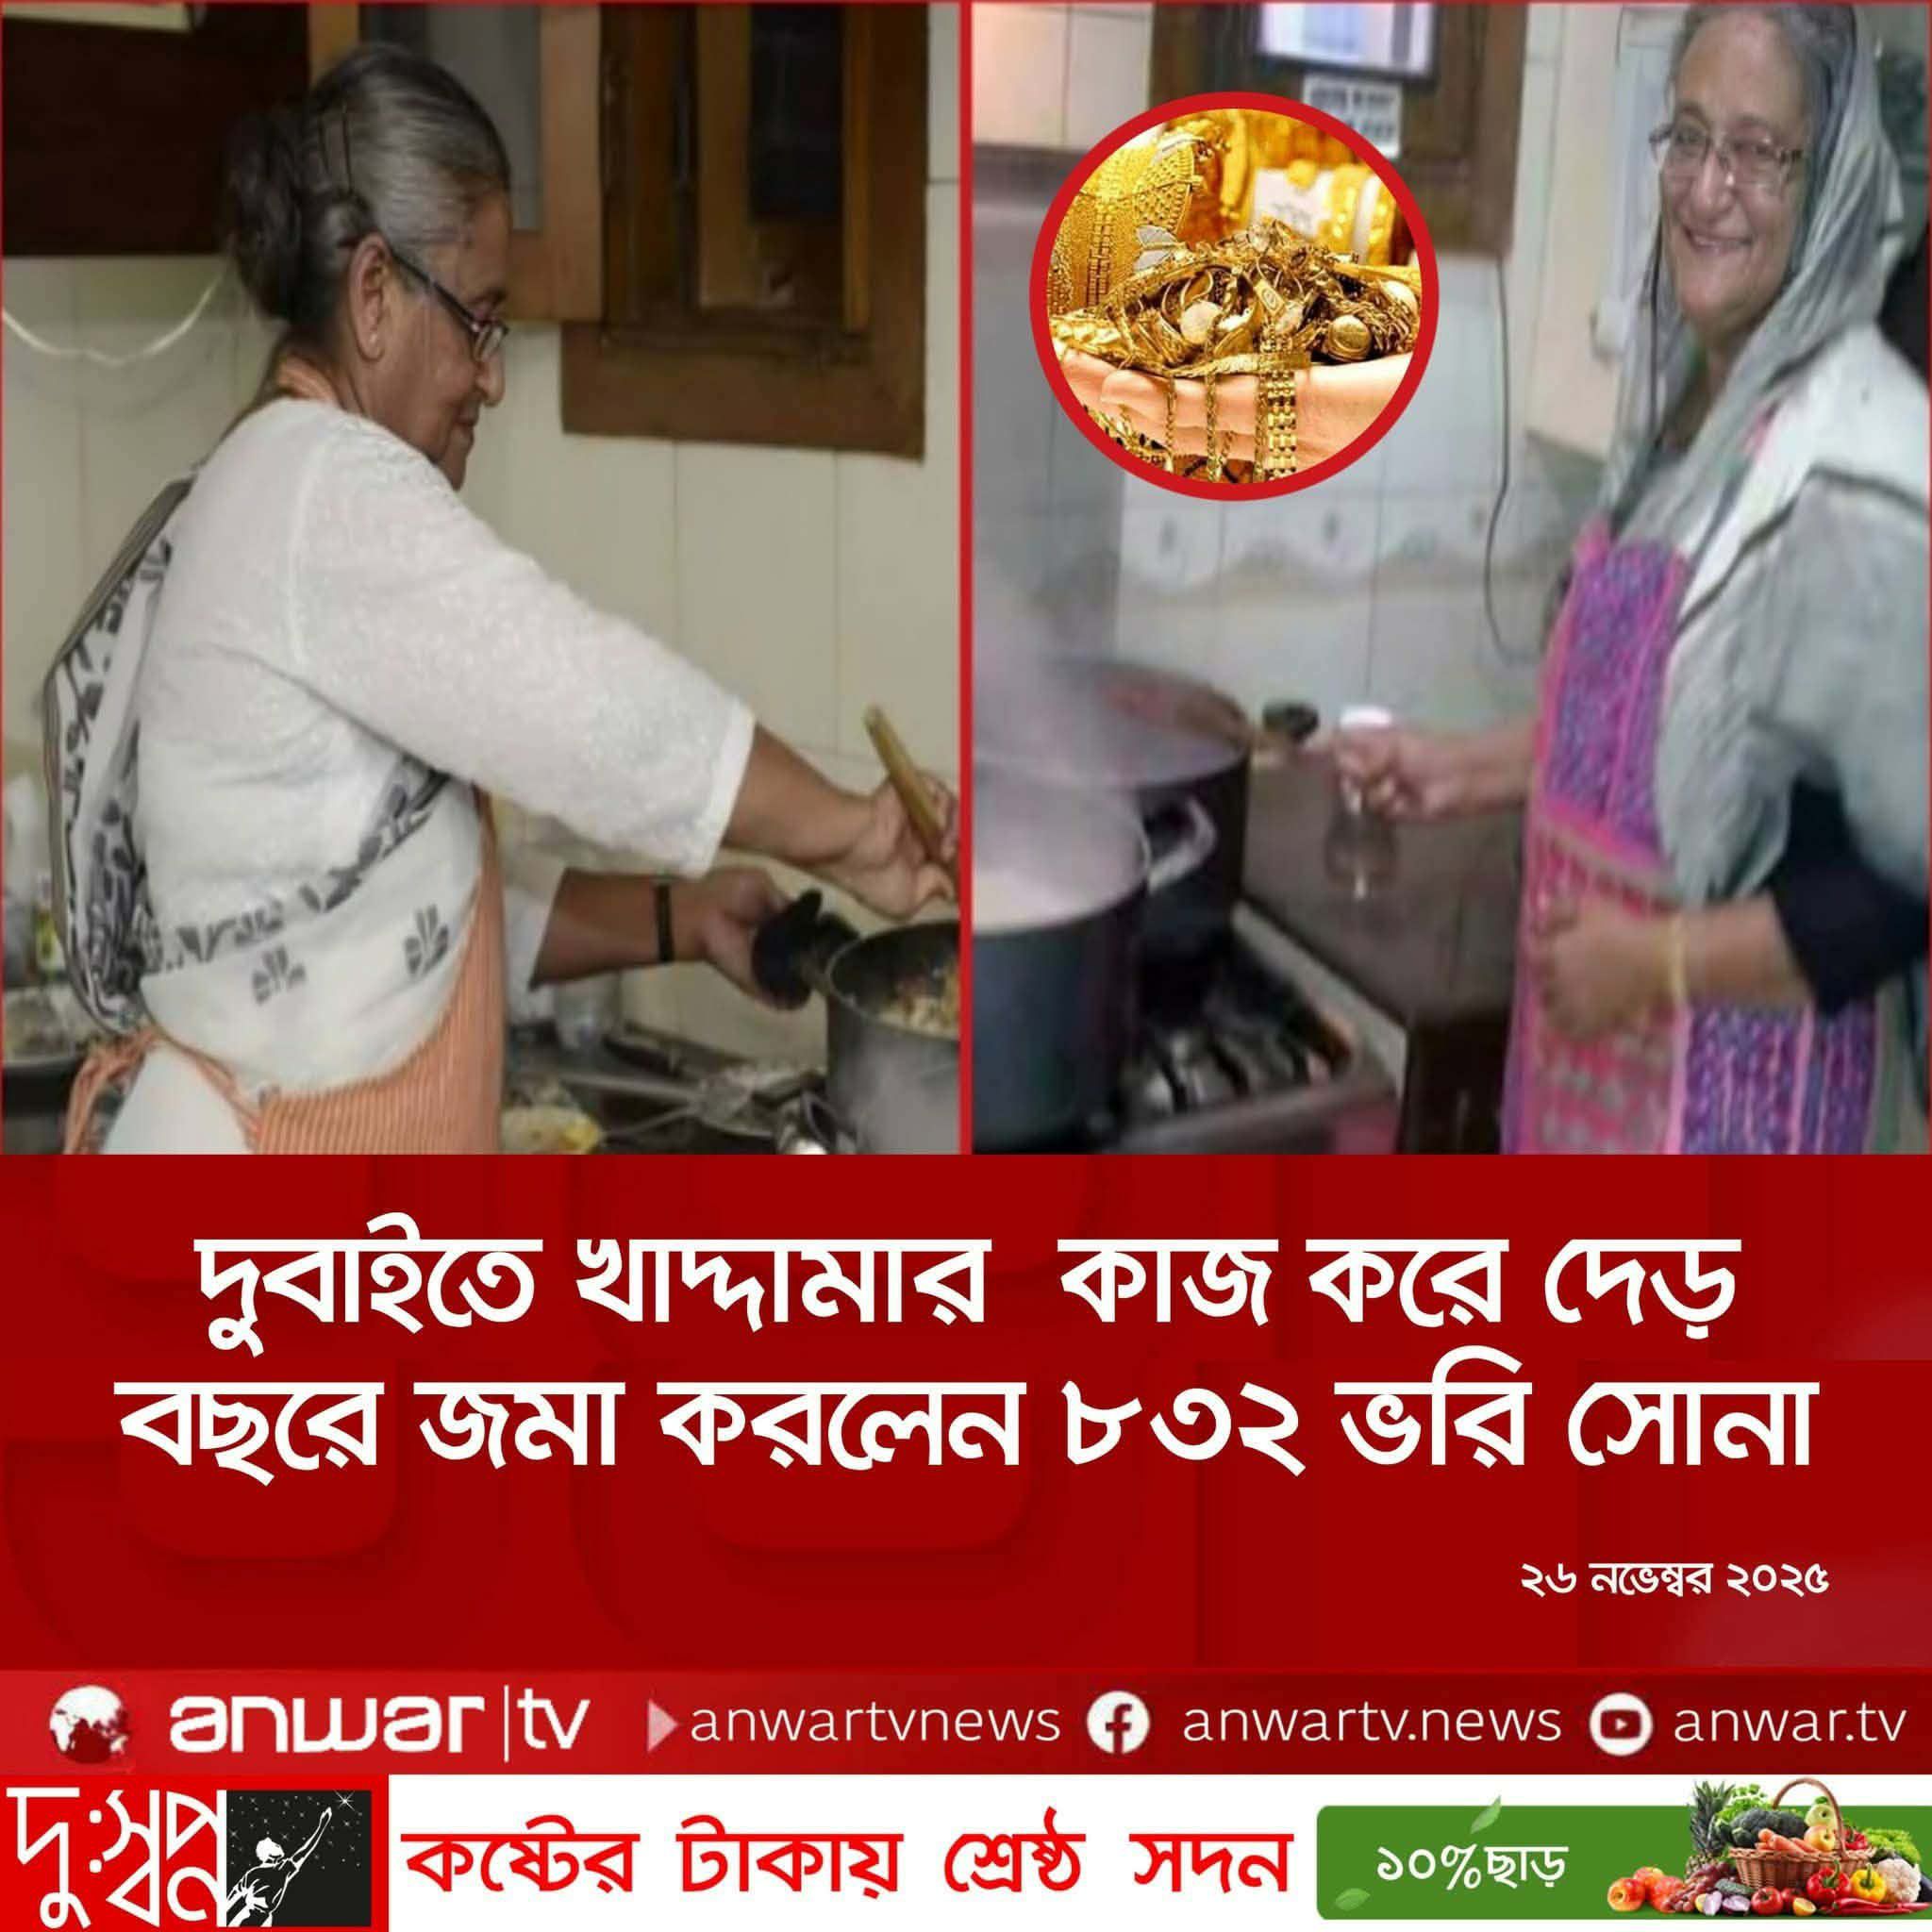 দুবাইতে খাদ্দামার কাজ করে দেড়
বছরে জমা করলেন ৮৩২ ভরি সোনা
২৬ নভেম্বর ২০২৫
anwar|tv anwartvnews anwartv.news anwar.tv
দু:স্বপ্ন
কষ্টের টাকায় শ্রেষ্ঠ সদন
১০%ছাড়